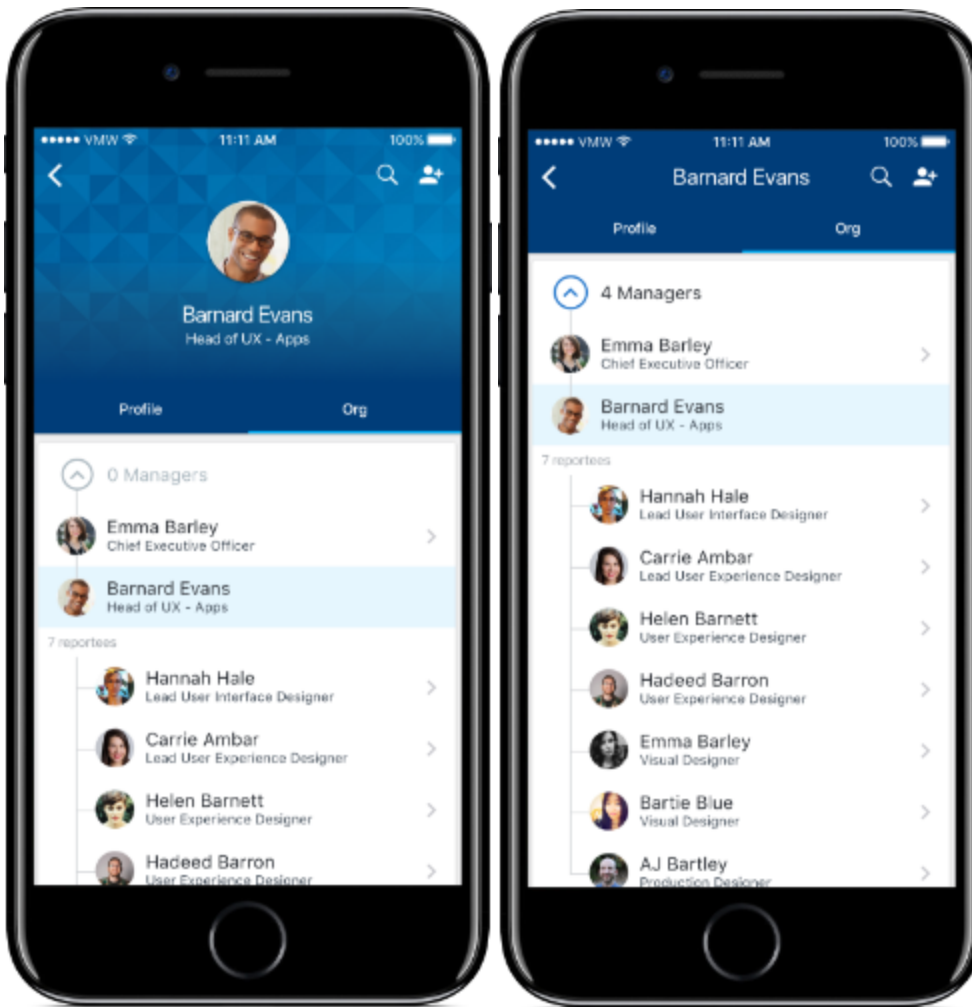 VMW
11:11 AM
100%
Barnard Evans
Head of UX - Apps
Profile
Org
0 Managers
Emma Barley
Chief Executive Officer
Barnard Evans
Head of UX - Apps
7 reportees
Hannah Hale
Lead User Interface Designer
Carrie Ambar
Lead User Experience Designer
Helen Barnett
User Experience Designer
Hadeed Barron
User Experience Designer
VMW
11:11 AM
100%
Barnard Evans
Profile
Org
4 Managers
Emma Barley
Chief Executive Officer
Barnard Evans
Head of UX - Apps
7 reportees
Hannah Hale
Lead User Interface Designer
Carrie Ambar
Lead User Experience Designer
Helen Barnett
User Experience Designer
Hadeed Barron
User Experience Designer
Emma Barley
Visual Designer
Bartie Blue
Visual Designer
AJ Bartley
Production Designer